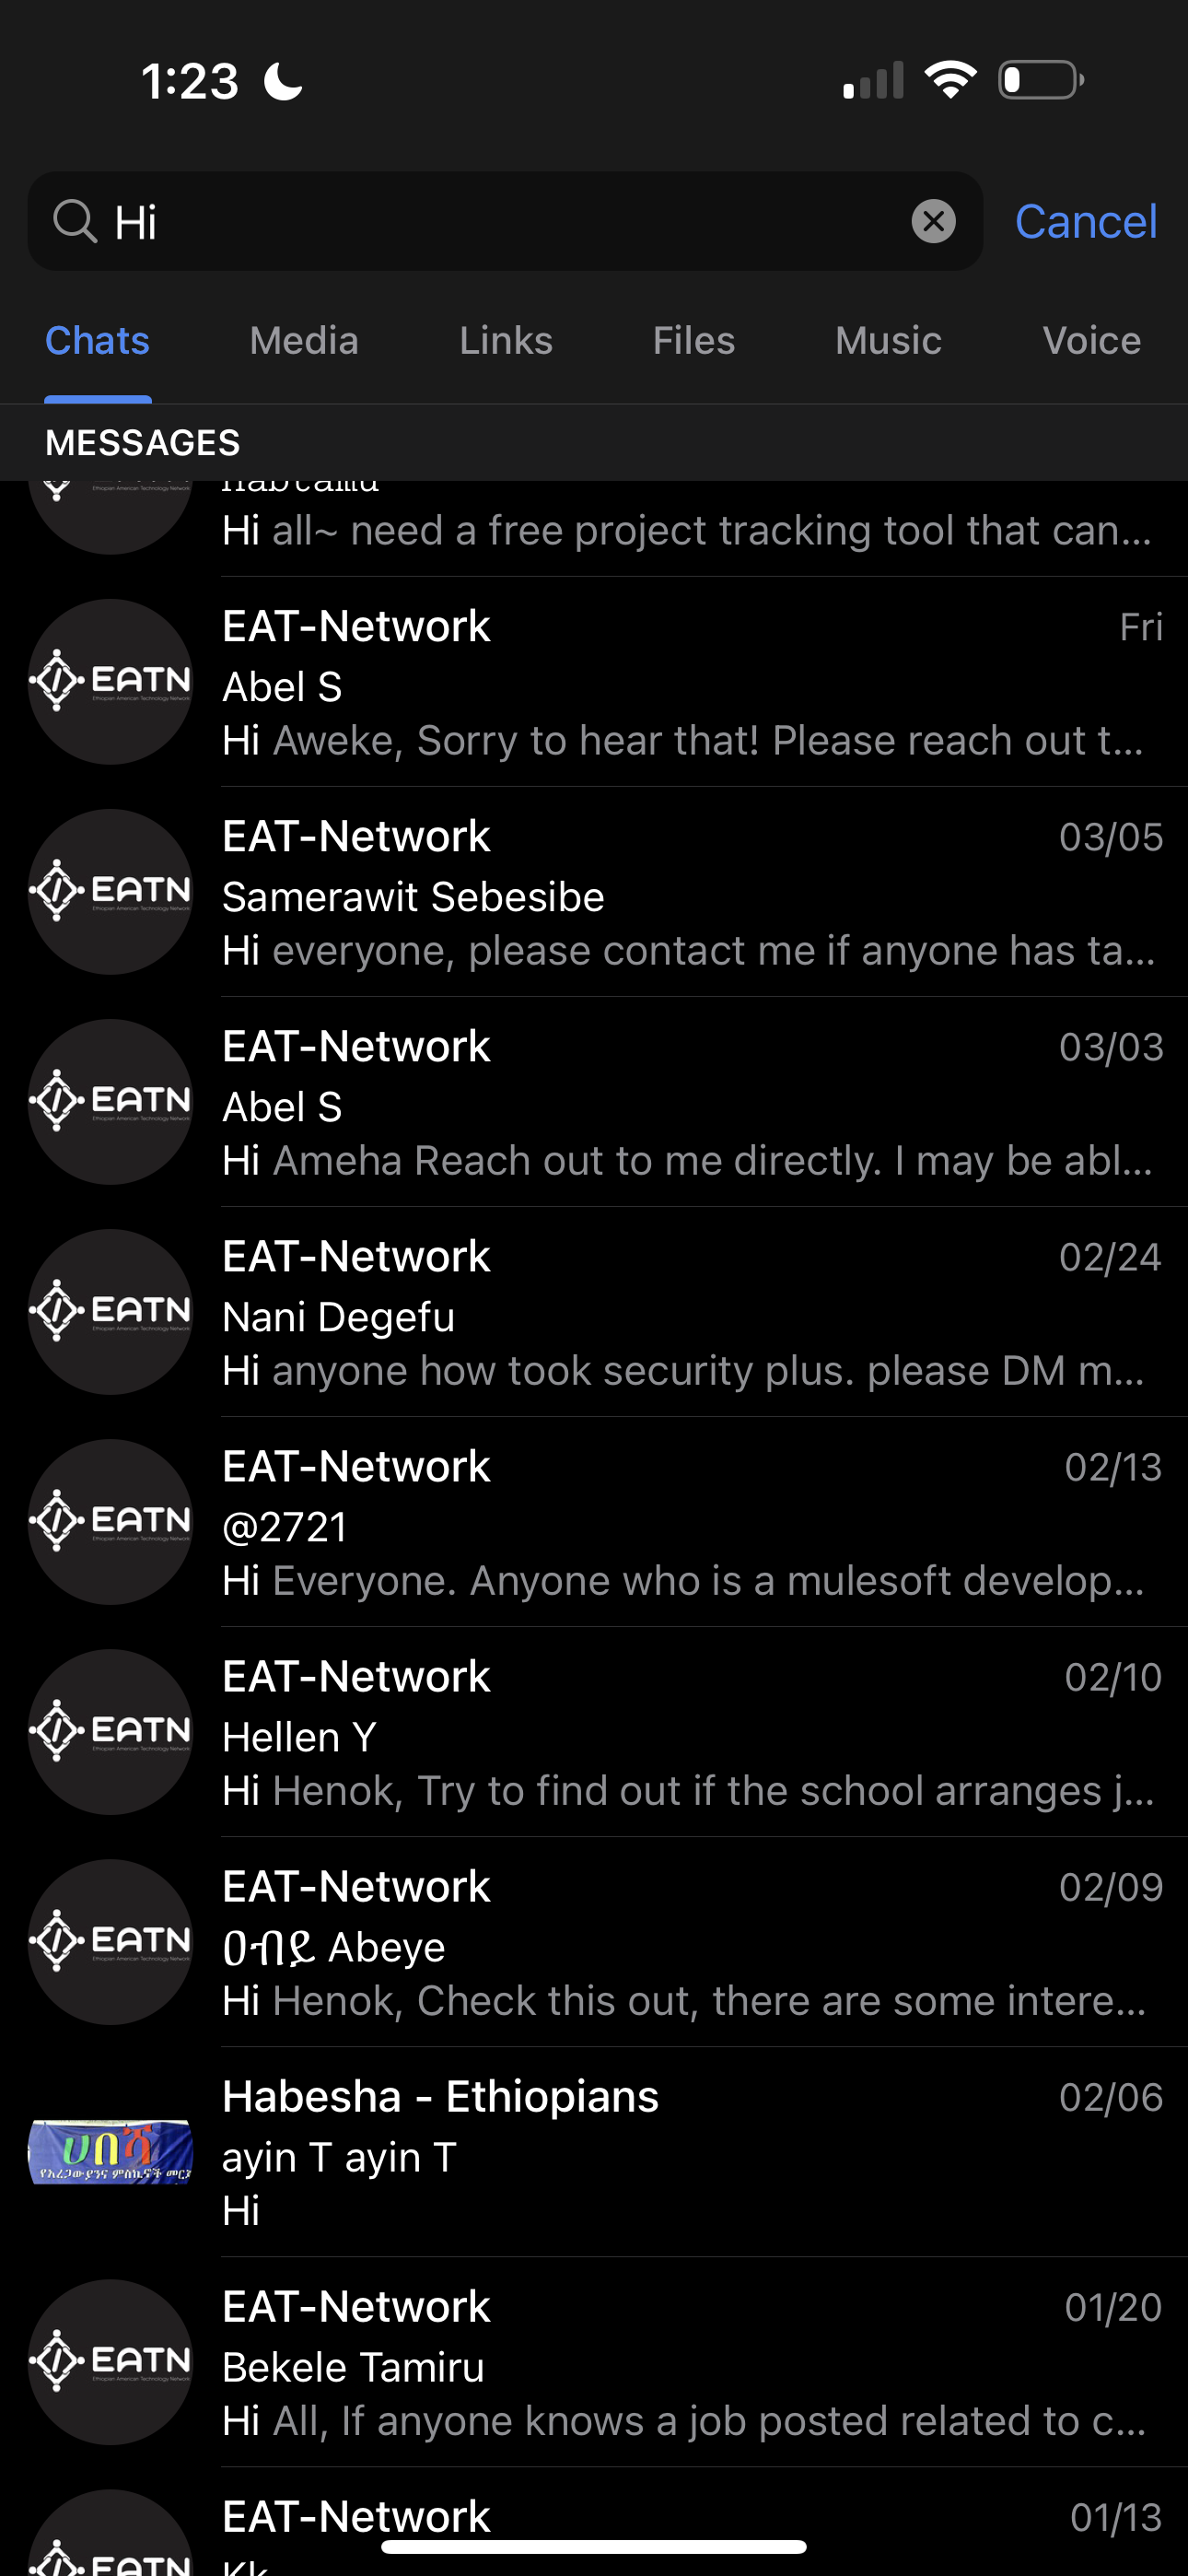 1:23
Hi
Cancel
Chats
Media
Links
Files
Music
Voice
MESSAGES
Hi all~ need a free project tracking tool that can...
EAT-Network
Fri
EATN
Abel S
Hi Aweke, Sorry to hear that! Please reach out t...
EAT-Network
03/05
EATN
Samerawit Sebesibe
Hi everyone, please contact me if anyone has ta...
EAT-Network
03/03
EATN
Abel S
Hi Ameha Reach out to me directly. I may be abl...
EAT-Network
02/24
EATN
Nani Degefu
Hi anyone how took security plus. please DM m...
EAT-Network
02/13
EATN
@2721
Hi Everyone. Anyone who is a mulesoft develop...
EAT-Network
02/10
EATN
Hellen Y
Hi Henok, Try to find out if the school arranges j...
EAT-Network
02/09
EATN
ዐብይ Abeye
Hi Henok, Check this out, there are some intere...
Habesha - Ethiopians
02/06
ሀበሻ
የአረጋውያንና ምስኪኖች
ayin T ayin T
Hi
EAT-Network
01/20
EATN
Bekele Tamiru
Hi All, If anyone knows a job posted related to c...
EAT-Network
01/13
EATN
Kk